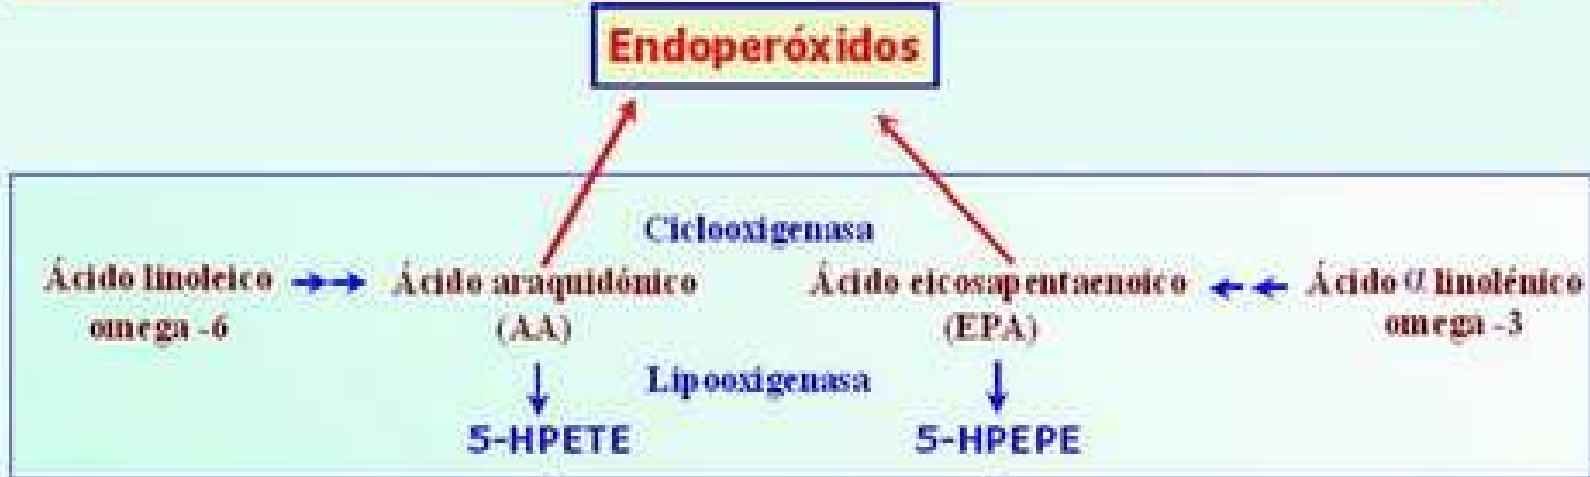 Endoperóxidos
Ciclooxigenasa
Ácido linoleico
omega -6
Ácido araquidónico
(AA)
Ácido eicosapentaenoico
(EPA)
Ácido α linolénico
omega -3
Lipooxigenasa
5-HPETE
5-HPEPE